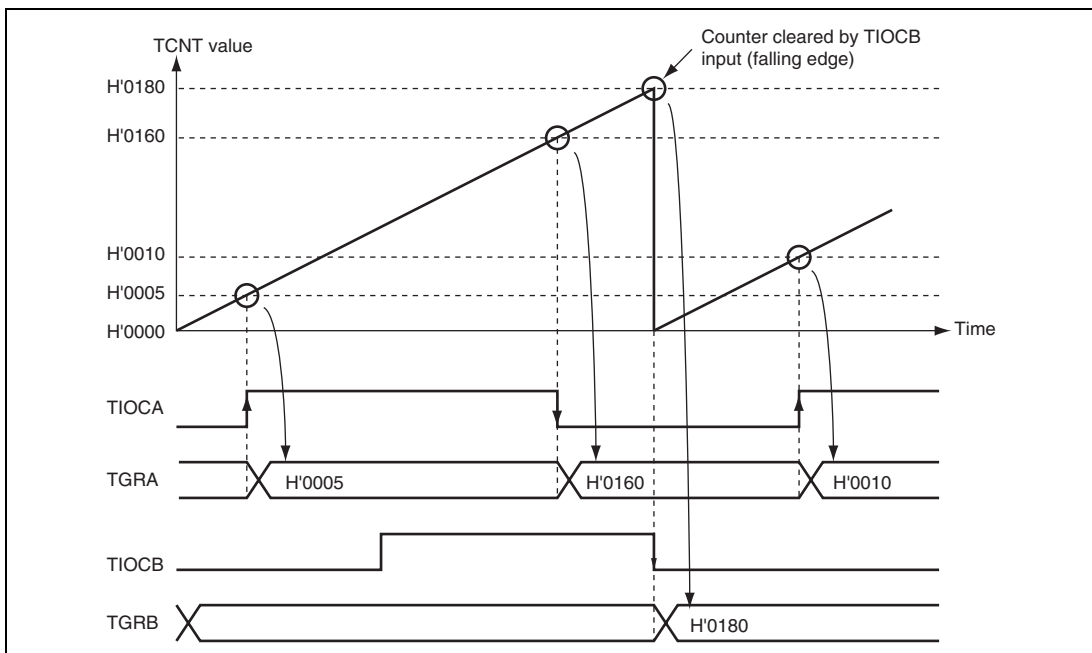 Counter cleared by TIOCB
input (falling edge)
TCNT value
H'0180
H'0160
H'0010
H'0005
H'0000
Time
TIOCA
TGRA
H'0005
H'0160
H'0010
TIOCB
TGRB
H'0180